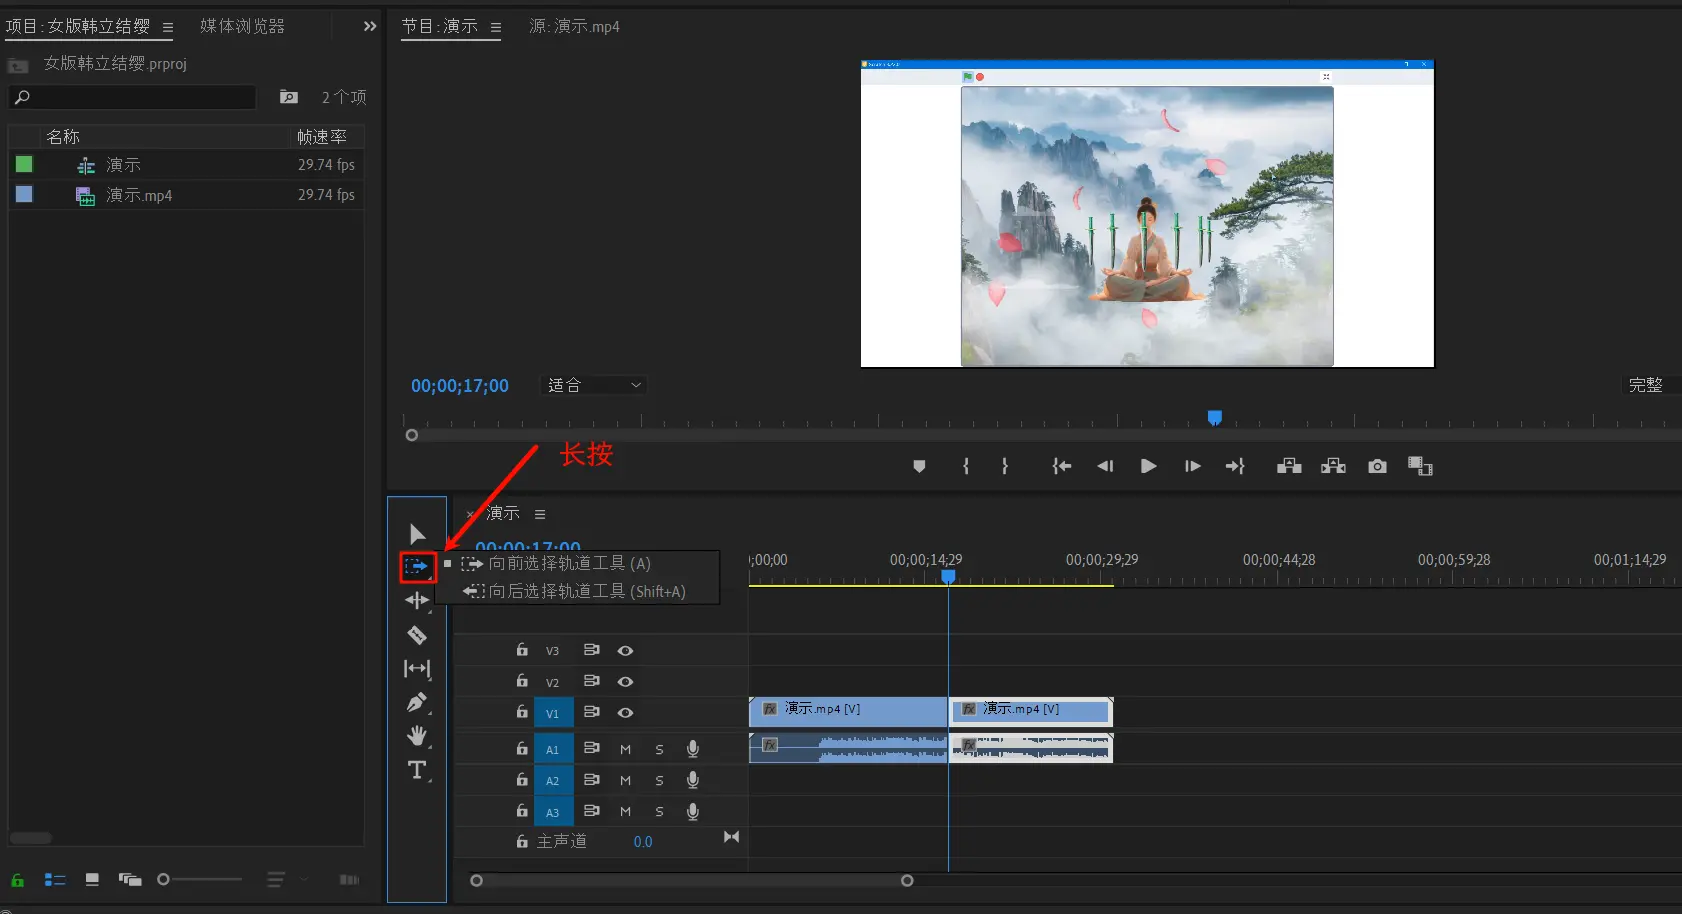 项目: 女版韩立结缨
媒体浏览器
女版韩立结缨.prproj
2 个项
名称
帧速率
演示
29.74 fps
演示.mp4
29.74 fps
节目: 演示
源: 演示.mp4
00;00;17;00
适合
完整
长按
演示
00;00;17;00
向前选择轨道工具 (A)
向后选择轨道工具 (Shift+A)
;00;00
00;00;14;29
00;00;29;29
00;00;44;28
00;00;59;28
00;01;14;29
V3
V2
V1
fx 演示.mp4 [V]
fx 演示.mp4 [V]
A1 M S
fx
fx
A2 M S
A3 M S
主声道
0.0
T